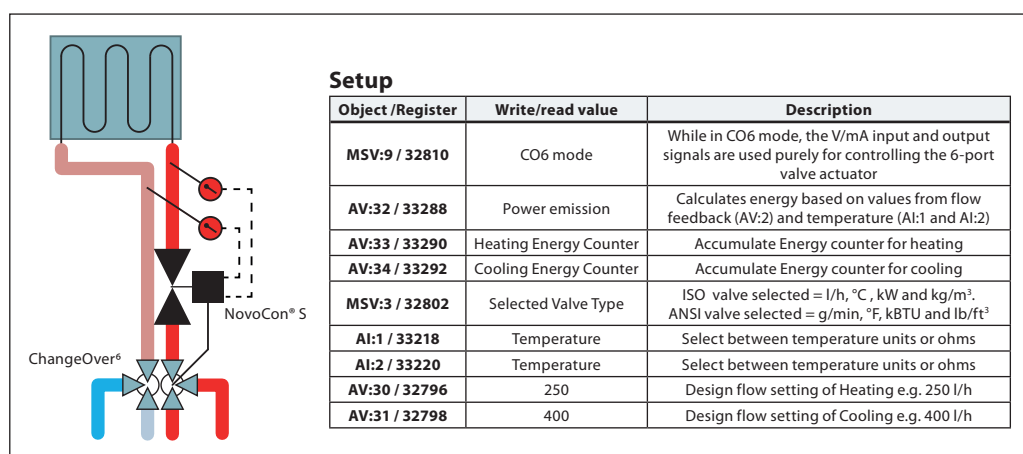 Setup
Object /Register Write/read value Description
MSV:9 / 32810 CO6 mode While in CO6 mode, the V/mA input and output
signals are used purely for controlling the 6-port
valve actuator
AV:32 / 33288 Power emission Calculates energy based on values from flow
feedback (AV:2) and temperature (AI:1 and AI:2)
AV:33 / 33290 Heating Energy Counter Accumulate Energy counter for heating
AV:34 / 33292 Cooling Energy Counter Accumulate Energy counter for cooling
MSV:3 / 32802 Selected Valve Type ISO valve selected = l/h, °C , kW and kg/m³.
ANSI valve selected = g/min, °F, kBTU and lb/ft³
AI:1 / 33218 Temperature Select between temperature units or ohms
AI:2 / 33220 Temperature Select between temperature units or ohms
AV:30 / 32796 250 Design flow setting of Heating e.g. 250 l/h
AV:31 / 32798 400 Design flow setting of Cooling e.g. 400 l/h
NovoCon® S
ChangeOver⁶